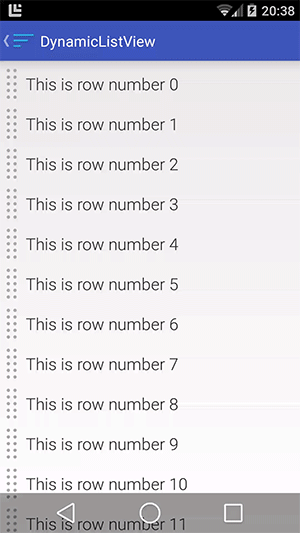 20:38
DynamicListView
This is row number 0
This is row number 1
This is row number 2
This is row number 3
This is row number 4
This is row number 5
This is row number 6
This is row number 7
This is row number 8
This is row number 9
This is row number 10
This is row number 11